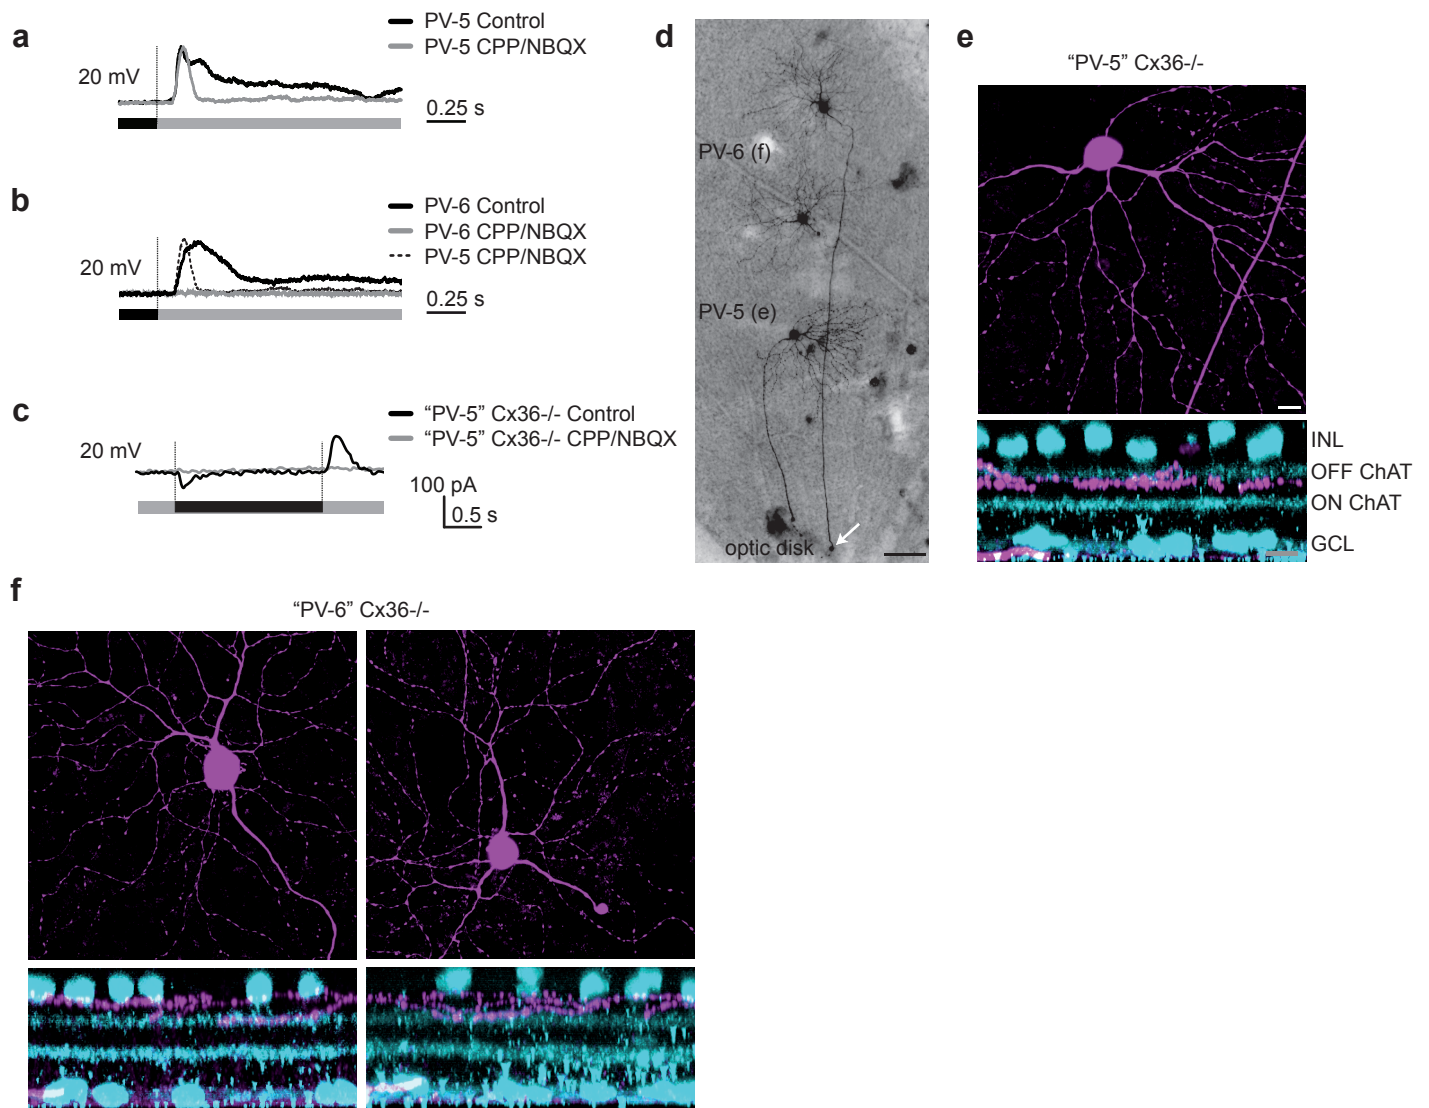 a
PV-5 Control
PV-5 CPP/NBQX
20 mV
0.25 s
b
PV-6 Control
PV-6 CPP/NBQX
PV-5 CPP/NBQX
20 mV
0.25 s
c
“PV-5” Cx36-/- Control
“PV-5” Cx36-/- CPP/NBQX
20 mV
100 pA
0.5 s
d
PV-6 (f)
PV-5 (e)
optic disk
e
“PV-5” Cx36-/-
INL
OFF ChAT
ON ChAT
GCL
f
“PV-6” Cx36-/-